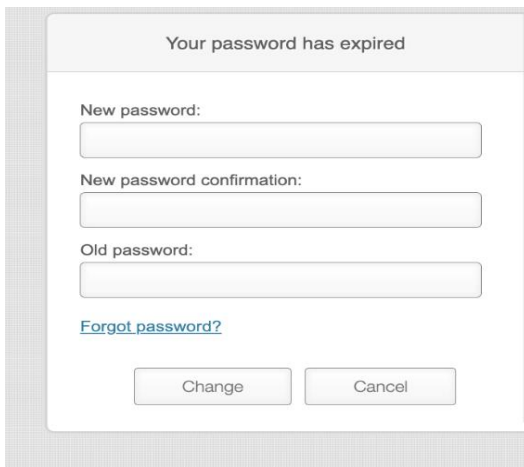 Your password has expired
New password:
New password confirmation:
Old password:
Forgot password?
Change Cancel